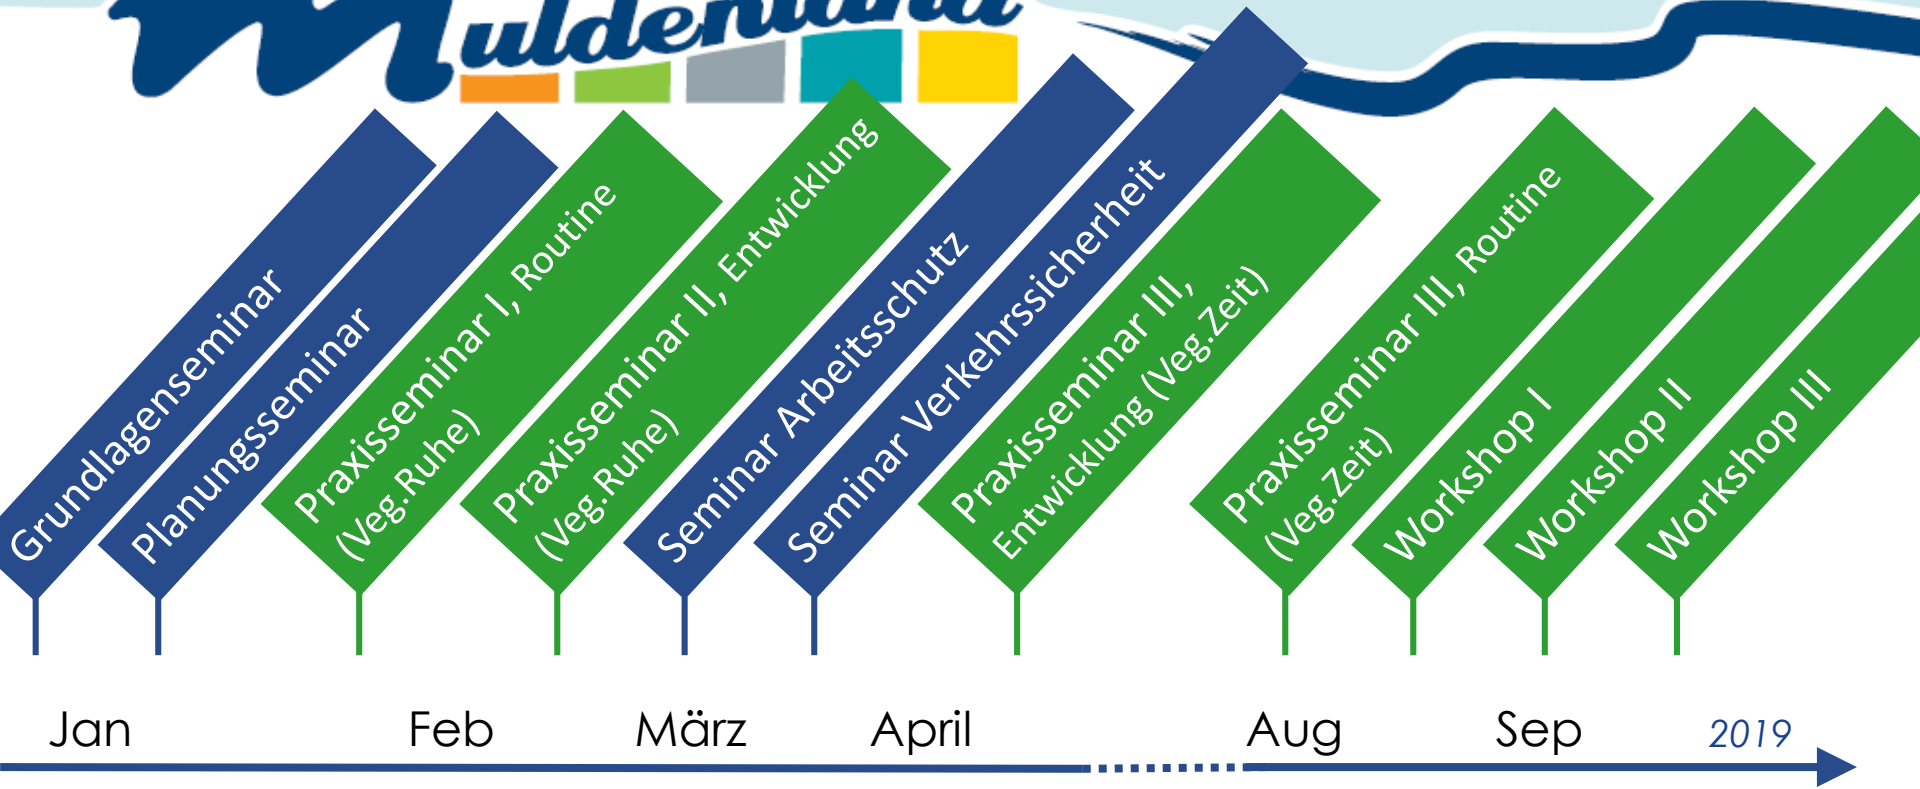 Muldenland
Grundlagenseminar
Planungsseminar
Praxisseminar I, Routine
(Veg.Ruhe)
Praxisseminar II, Entwicklung
(Veg.Ruhe)
Seminar Arbeitsschutz
Seminar Verkehrssicherheit
Praxisseminar III,
Entwicklung (Veg.Zeit)
Praxisseminar III, Routine
(Veg.Zeit)
Workshop I
Workshop II
Workshop III
Jan
Feb
März
April
Aug
Sep
2019